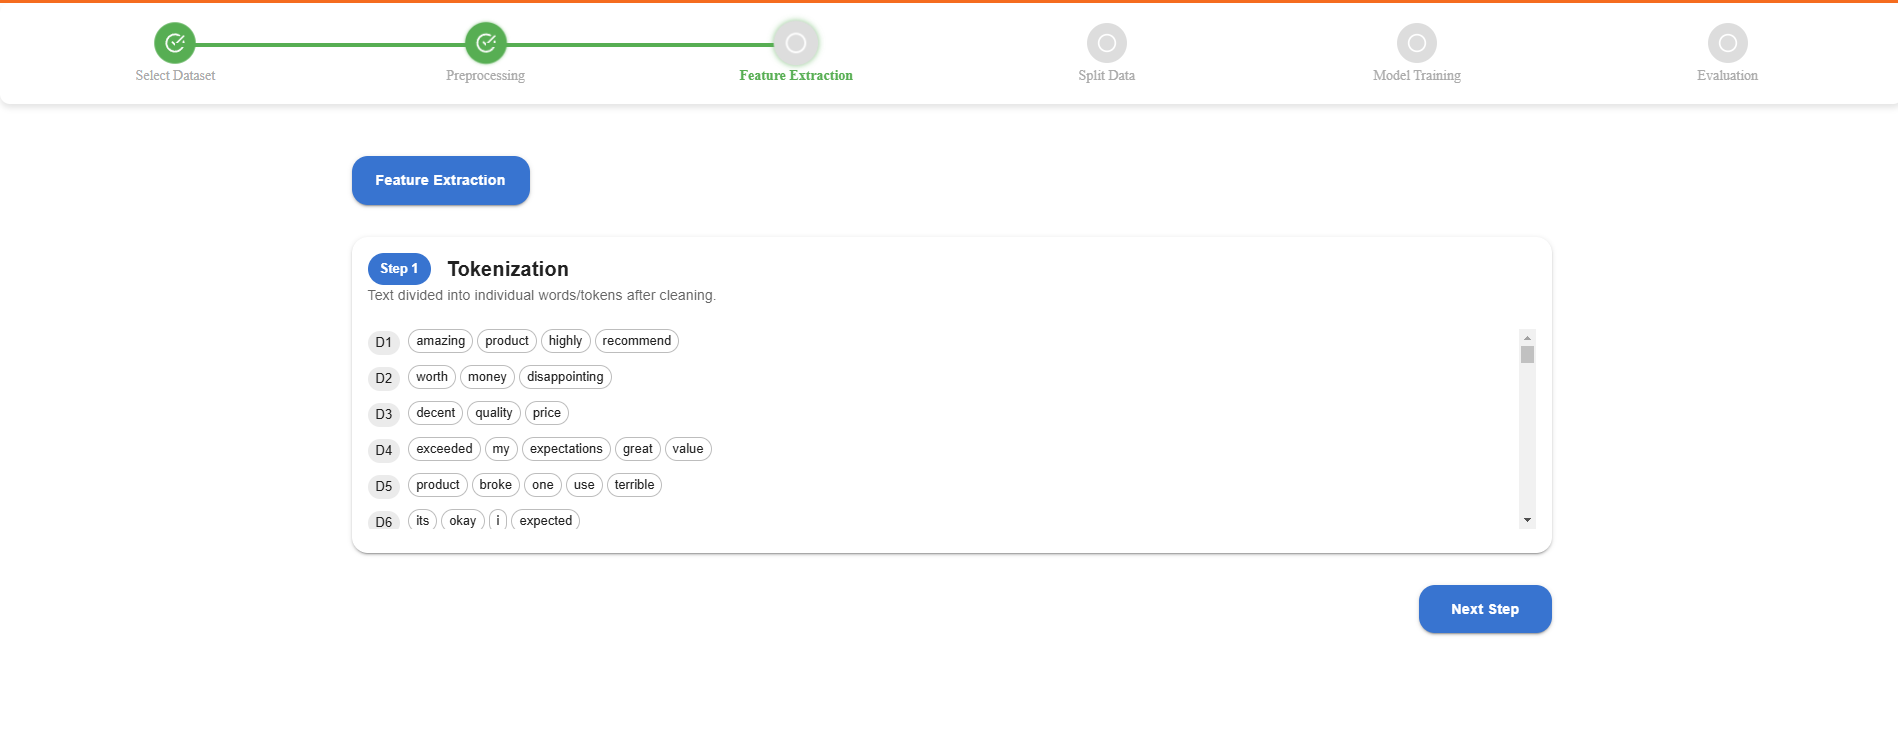 Select Dataset Preprocessing Feature Extraction Split Data Model Training Evaluation
Feature Extraction
Step 1 Tokenization
Text divided into individual words/tokens after cleaning.
D1 amazing product highly recommend
D2 worth money disappointing
D3 decent quality price
D4 exceeded my expectations great value
D5 product broke one use terrible
D6 its okay i expected
Next Step